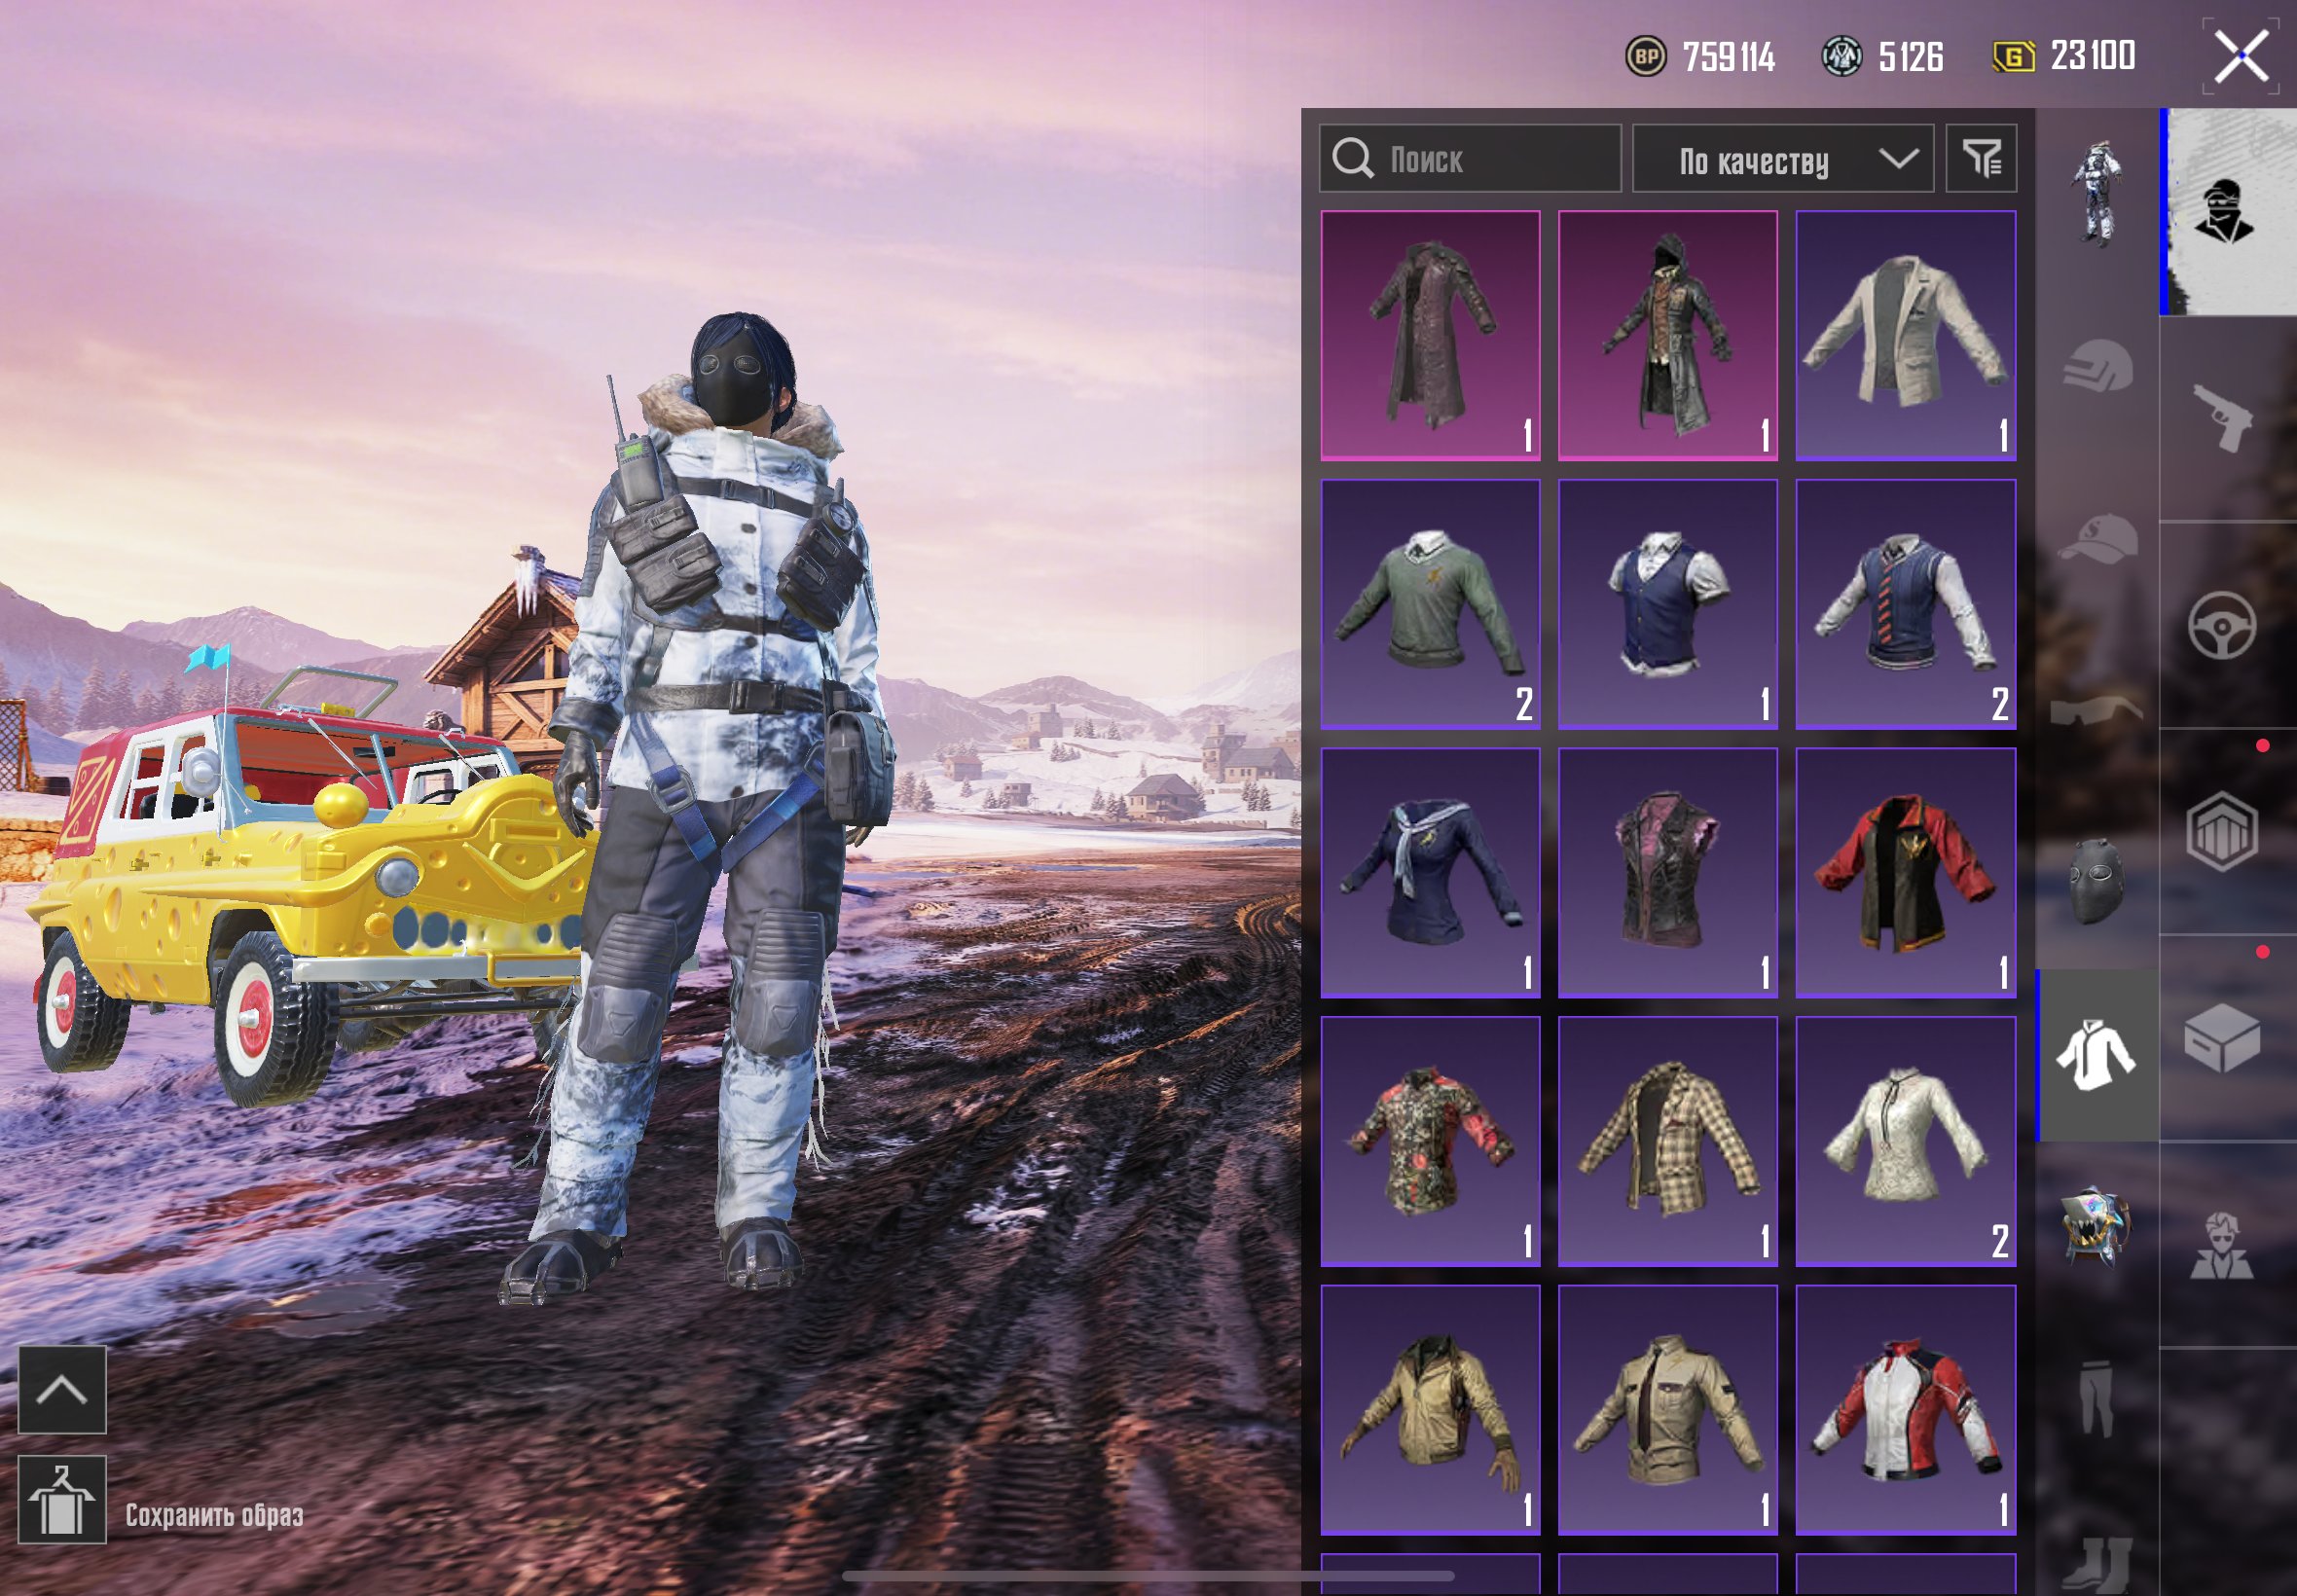 BP 759114 5126 G 23100
Поиск По качеству
1 1 1
2 1 2
1 1 1
1 1 2
1 1 1
Сохранить образ